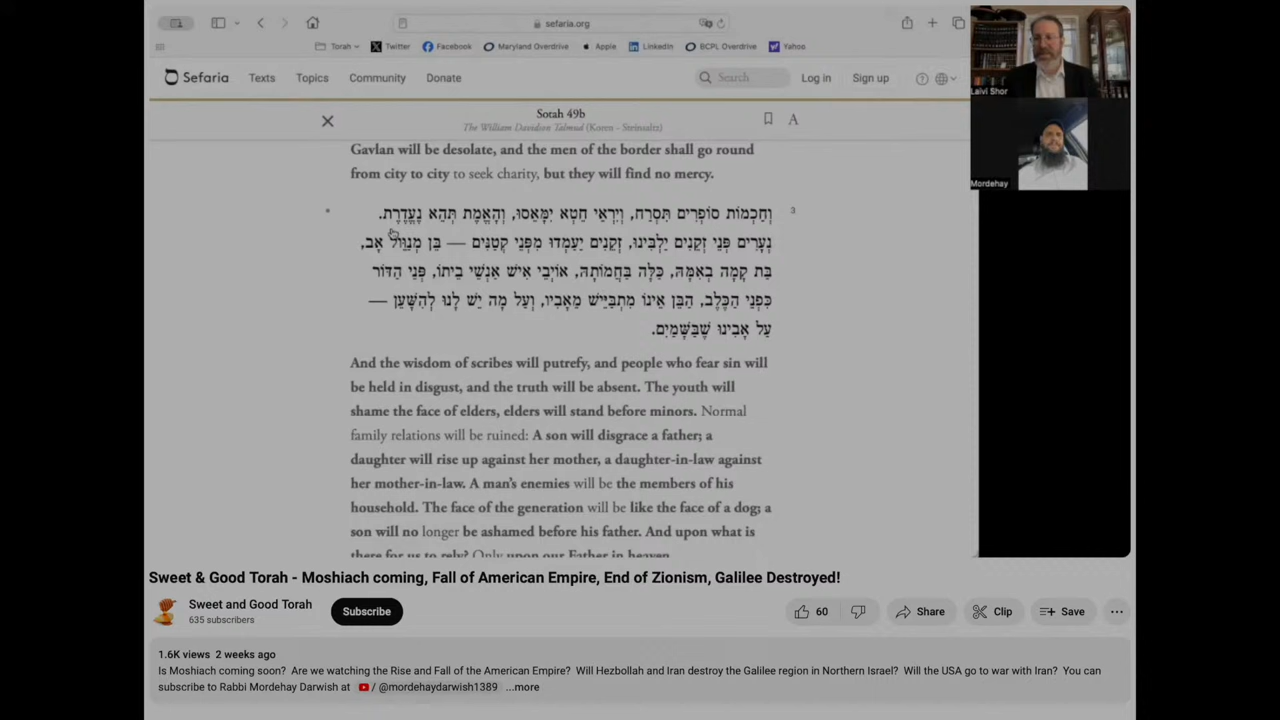 sefaria.org
Torah
Twitter
Facebook
Maryland Overdrive
Apple
LinkedIn
BCPL Overdrive
Yahoo
Sefaria
Texts
Topics
Community
Donate
Search
Log in
Sign up
Laivi Shor
Mordehay
Sotah 49b
The William Davidson Talmud (Koren - Steinsaltz)
A
Gavlan will be desolate, and the men of the border shall go round
from city to city to seek charity, but they will find no mercy.
3
וְחׇכְמוֹת סוֹפְרִים תִּסְרַח, וְיִרְאֵי חֵטְא יִמָּאֵסוּ, וְהָאֱמֶת תְּהֵא נֶעְדֶּרֶת.
נְעָרִים פְּנֵי זְקֵנִים יַלְבִּינוּ, זְקֵנִים יַעַמְדוּ מִפְּנֵי קְטַנִּים — בֵּן מְנַוֵּול אָב,
בַּת קָמָה בְּאִמָּהּ, כַּלָּה בַּחֲמוֹתָהּ, אוֹיְבֵי אִישׁ אַנְשֵׁי בֵיתוֹ, פְּנֵי הַדּוֹר
כִּפְנֵי הַכֶּלֶב, הַבֵּן אֵינוֹ מִתְבַּיֵּישׁ מֵאָבִיו, וְעַל מָה יֵשׁ לָנוּ לְהִשָּׁעֵן —
עַל אָבִינוּ שֶׁבַּשָּׁמַיִם.
And the wisdom of scribes will putrefy, and people who fear sin will
be held in disgust, and the truth will be absent. The youth will
shame the face of elders, elders will stand before minors. Normal
family relations will be ruined: A son will disgrace a father; a
daughter will rise up against her mother, a daughter-in-law against
her mother-in-law. A man's enemies will be the members of his
household. The face of the generation will be like the face of a dog; a
son will no longer be ashamed before his father. And upon what is
there for us to rely? Only upon our Father in heaven.
Sweet & Good Torah - Moshiach coming, Fall of American Empire, End of Zionism, Galilee Destroyed!
Sweet and Good Torah
635 subscribers
Subscribe
60
Share
Clip
Save
1.6K views 2 weeks ago
Is Moshiach coming soon? Are we watching the Rise and Fall of the American Empire? Will Hezbollah and Iran destroy the Galilee region in Northern Israel? Will the USA go to war with Iran? You can
subscribe to Rabbi Mordehay Darwish at / @mordehaydarwish1389 ...more